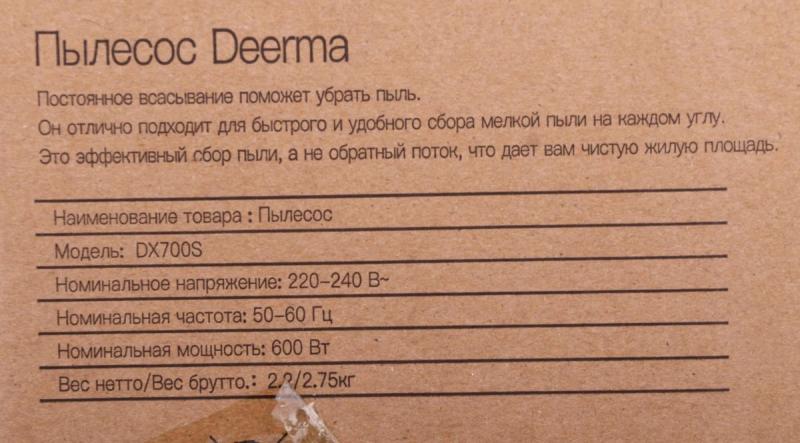 Пылесос Deerma
Постоянное всасывание поможет убрать пыль.
Он отлично подходит для быстрого и удобного сбора мелкой пыли на каждом углу.
Это эффективный сбор пыли, а не обратный поток, что дает вам чистую жилую площадь.
Наименование товара : Пылесос
Модель: DX700S
Номинальное напряжение: 220–240 В~
Номинальная частота: 50–60 Гц
Номинальная мощность: 600 Вт
Вес нетто/Вес брутто.: 2.2/2.75кг